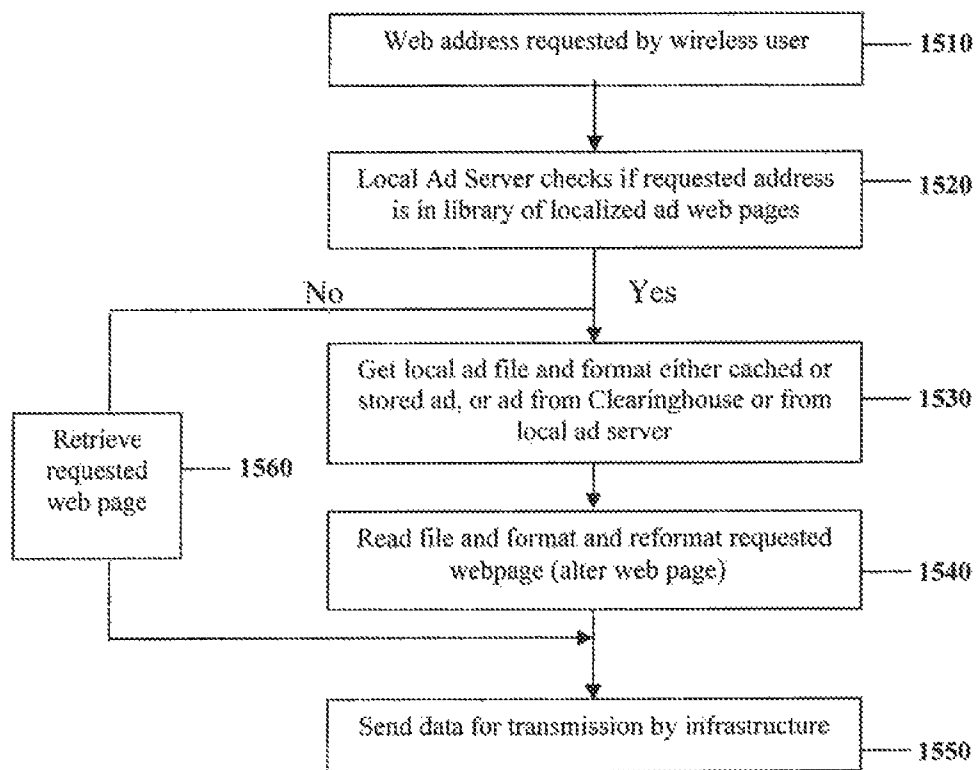 Web address requested by wireless user
1510
Local Ad Server checks if requested address
is in library of localized ad web pages
1520
No
Yes
Get local ad file and format either cached or
stored ad, or ad from Clearinghouse or from
local ad server
1530
Retrieve
requested
web page
1560
Read file and format and reformat requested
webpage (alter web page)
1540
Send data for transmission by infrastructure
1550